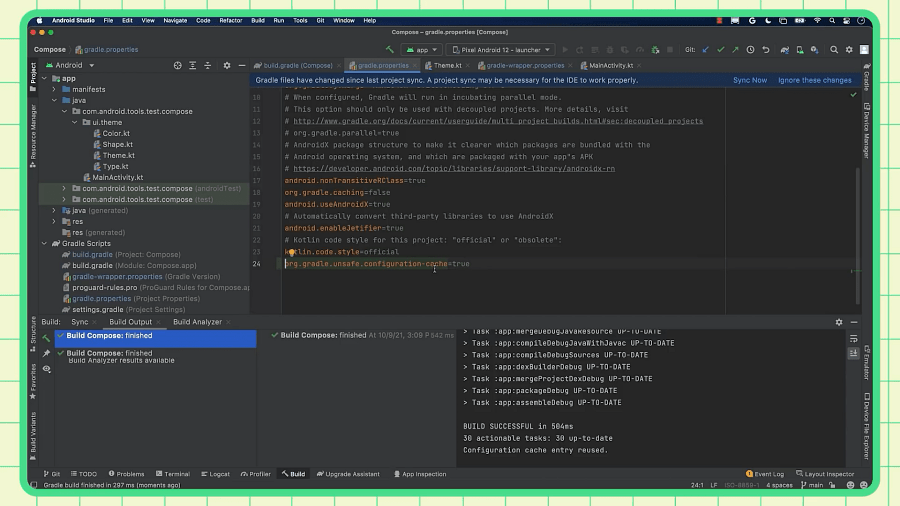 Android Studio File Edit View Navigate Code Refactor Build Run Tools Git Window Help
Compose – gradle.properties [Compose]
Compose gradle.properties
app
Pixel Android 12 - launcher
Git:
Android
build.gradle (:Compose)
gradle.properties
Theme.kt
gradle-wrapper.properties
MainActivity.kt
Gradle files have changed since last project sync. A project sync may be necessary for the IDE to work properly.
Sync Now
Ignore these changes
Project
Resource Manager
Structure
Favorites
Build Variants
Gradle
Device Manager
Emulator
Device File Explorer
app
manifests
java
com.android.tools.test.compose
ui.theme
Color.kt
Shape.kt
Theme.kt
Type.kt
MainActivity.kt
com.android.tools.test.compose (androidTest)
com.android.tools.test.compose (test)
java (generated)
res
res (generated)
Gradle Scripts
build.gradle (Project: Compose)
build.gradle (Module: Compose.app)
gradle-wrapper.properties (Gradle Version)
proguard-rules.pro (ProGuard Rules for Compose.ap
gradle.properties (Project Properties)
settings.gradle (Project Settings)
10 # When configured, Gradle will run in incubating parallel mode.
11 # This option should only be used with decoupled projects. More details, visit
12 # http://www.gradle.org/docs/current/userguide/multi_project_builds.html#sec:decoupled_projects
13 # org.gradle.parallel=true
14 # AndroidX package structure to make it clearer which packages are bundled with the
15 # Android operating system, and which are packaged with your app"s APK
16 # https://developer.android.com/topic/libraries/support-library/androidx-rn
17 android.nonTransitiveRClass=true
18 org.gradle.caching=false
19 android.useAndroidX=true
20 # Automatically convert third-party libraries to use AndroidX
21 android.enableJetifier=true
22 # Kotlin code style for this project: "official" or "obsolete":
23 kotlin.code.style=official
24 org.gradle.unsafe.configuration-cache=true
Build: Sync Build Output Build Analyzer
Build Compose: finished
Build Compose: finished
Build Analyzer results available
Build Compose: finished At 10/9/21, 3:09 PM 542 ms
> Task :app:mergeDebugJavaResource UP-TO-DATE
> Task :app:compileDebugJavaWithJavac UP-TO-DATE
> Task :app:compileDebugSources UP-TO-DATE
> Task :app:dexBuilderDebug UP-TO-DATE
> Task :app:mergeProjectDexDebug UP-TO-DATE
> Task :app:packageDebug UP-TO-DATE
> Task :app:assembleDebug UP-TO-DATE
BUILD SUCCESSFUL in 504ms
30 actionable tasks: 30 up-to-date
Configuration cache entry reused.
Git TODO Problems Terminal Logcat Profiler Build Upgrade Assistant App Inspection Event Log Layout Inspector
Gradle build finished in 297 ms (moments ago)
24:1 LF ISO-8859-1 4 spaces main